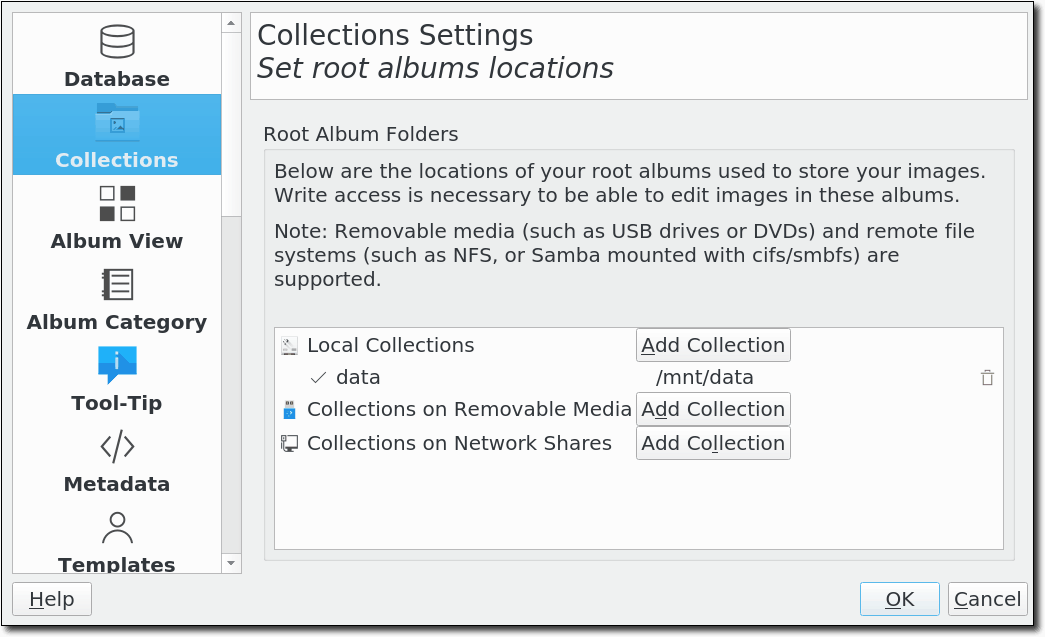 Database
Collections
Album View
Album Category
Tool-Tip
Metadata
Templates
Collections Settings
Set root albums locations
Root Album Folders
Below are the locations of your root albums used to store your images.
Write access is necessary to be able to edit images in these albums.
Note: Removable media (such as USB drives or DVDs) and remote file
systems (such as NFS, or Samba mounted with cifs/smbfs) are
supported.
Local Collections Add Collection
data /mnt/data
Collections on Removable Media Add Collection
Collections on Network Shares Add Collection
Help OK Cancel